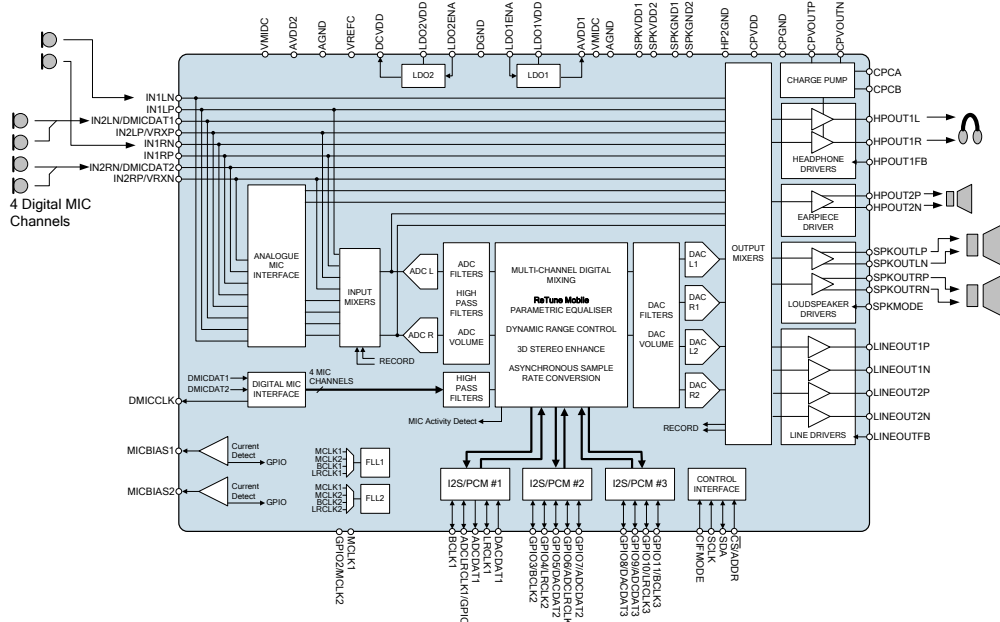 VMIDC
AVDD2
AGND
VREFC
DCVDD
LDO2VDD
LDO2ENA
DGND
LDO1ENA
LDO1VDD
AVDD1
VMIDC
AGND
SPKVDD1
SPKVDD2
SPKGND1
SPKGND2
HP2GND
CPVDD
CPGND
CPVOUTP
CPVOUTN
LDO2
LDO1
CHARGE PUMP
CPCA
CPCB
IN1LN
IN1LP
IN2LN/DMICDAT1
IN2LP/VRXP
IN1RN
IN1RP
IN2RN/DMICDAT2
IN2RP/VRXN
4 Digital MIC
Channels
HPOUT1L
HPOUT1R
HPOUT1FB
HEADPHONE
DRIVERS
HPOUT2P
HPOUT2N
EARPIECE
DRIVER
SPKOUTLP
SPKOUTLN
SPKOUTRP
SPKOUTRN
SPKMODE
LOUDSPEAKER
DRIVERS
LINEOUT1P
LINEOUT1N
LINEOUT2P
LINEOUT2N
LINEOUTFB
LINE DRIVERS
ANALOGUE
MIC
INTERFACE
INPUT
MIXERS
ADC L
ADC R
RECORD
ADC
FILTERS
HIGH
PASS
FILTERS
ADC
VOLUME
MULTI-CHANNEL DIGITAL
MIXING
ReTune Mobile
PARAMETRIC EQUALISER
DYNAMIC RANGE CONTROL
3D STEREO ENHANCE
ASYNCHRONOUS SAMPLE
RATE CONVERSION
DAC
FILTERS
DAC
VOLUME
DAC
L1
DAC
R1
DAC
L2
DAC
R2
OUTPUT
MIXERS
RECORD
DMICDAT1
DMICDAT2
DIGITAL MIC
INTERFACE
4 MIC
CHANNELS
HIGH
PASS
FILTERS
MIC Activity Detect
DMICCLK
MICBIAS1
Current
Detect
GPIO
MICBIAS2
Current
Detect
GPIO
MCLK1
MCLK2
BCLK1
LRCLK1
FLL1
MCLK1
MCLK2
BCLK2
LRCLK2
FLL2
I2S/PCM #1
I2S/PCM #2
I2S/PCM #3
CONTROL
INTERFACE
GPIO2/MCLK2
MCLK1
BCLK1
ADCLRCLK1/GPIO
ADCDAT1
LRCLK1
DACDAT1
GPIO3/BCLK2
GPIO4/LRCLK2
GPIO5/DACDAT2
GPIO6/ADCLRCLK
GPIO7/ADCDAT2
GPIO8/DACDAT3
GPIO9/ADCDAT3
GPIO10/LRCLK3
GPIO11/BCLK3
CIFMODE
SCLK
SDA
CS/ADDR